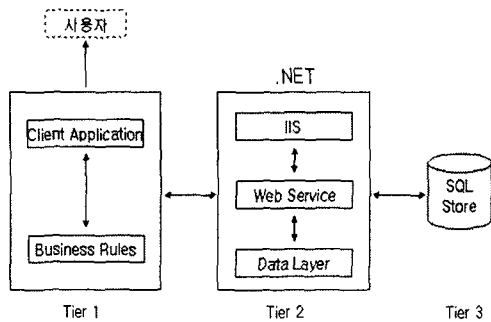 사용자
.NET
Client Application
Business Rules
IIS
Web Service
Data Layer
SQL
Store
Tier 1
Tier 2
Tier 3